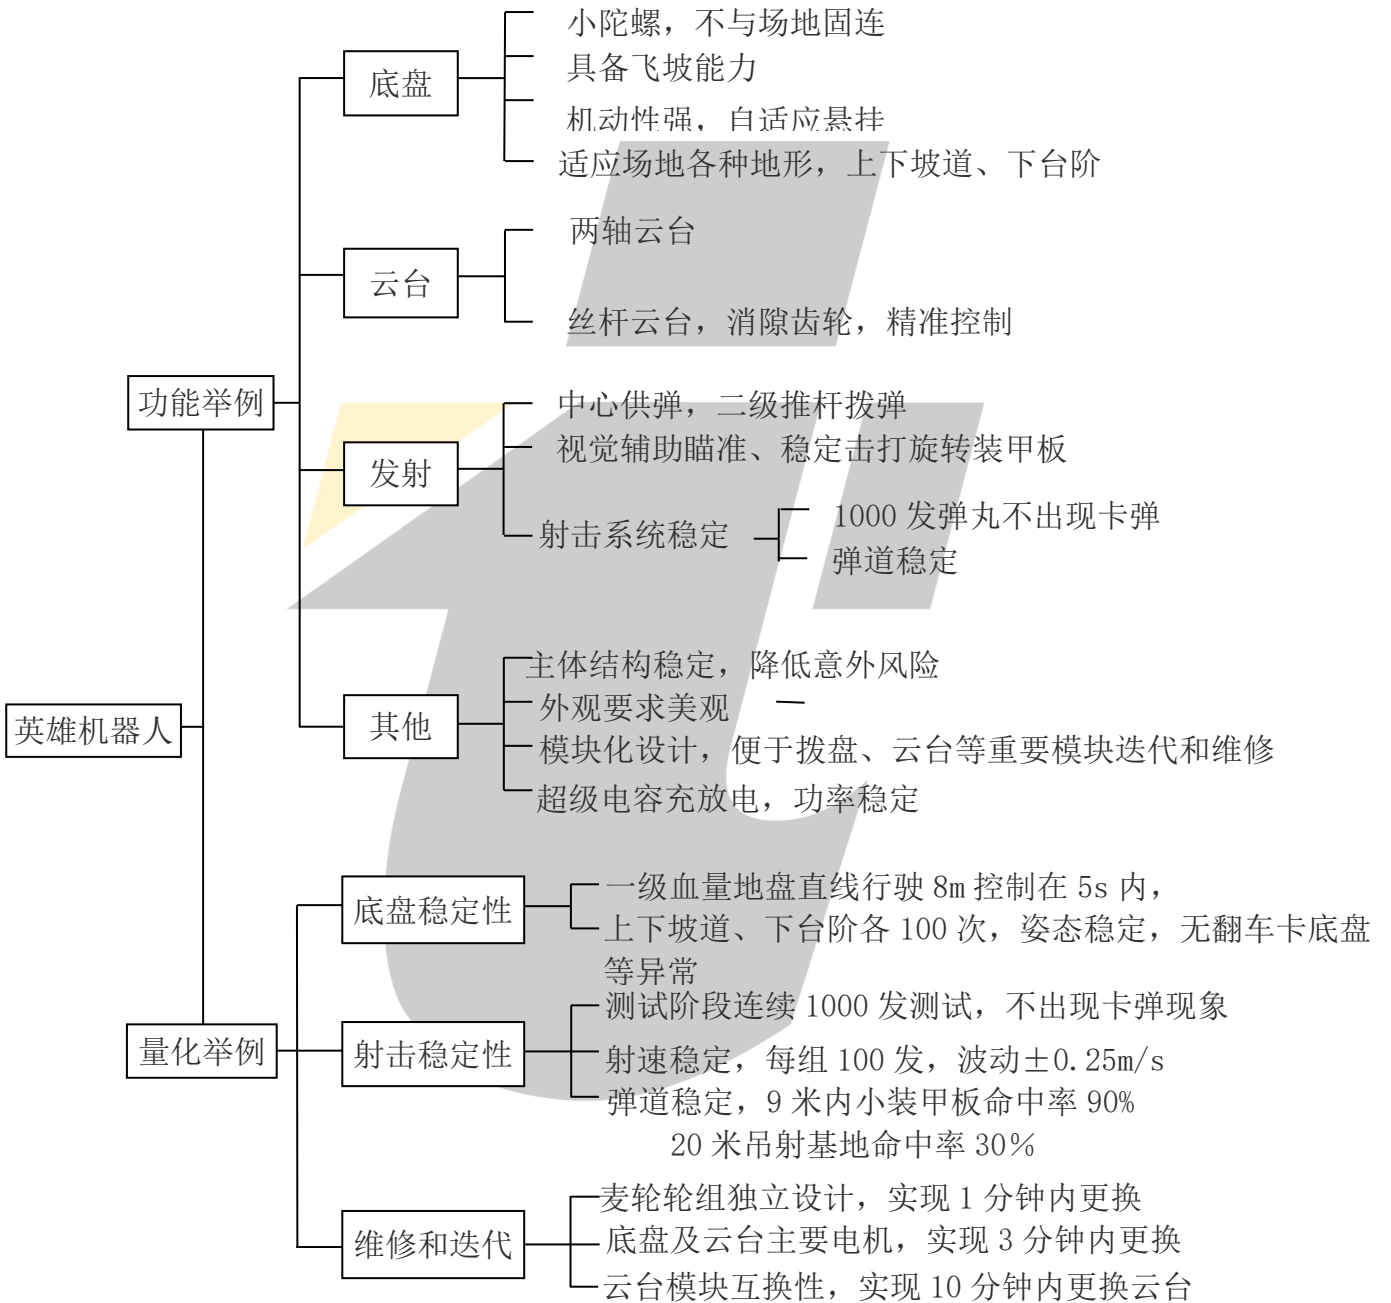 英雄机器人
功能举例
底盘
小陀螺，不与场地固连
具备飞坡能力
机动性强，自适应悬挂
适应场地各种地形，上下坡道、下台阶
云台
两轴云台
丝杆云台，消隙齿轮，精准控制
发射
中心供弹，二级推杆拨弹
视觉辅助瞄准、稳定击打旋转装甲板
射击系统稳定
1000 发弹丸不出现卡弹
弹道稳定
其他
主体结构稳定，降低意外风险
外观要求美观
模块化设计，便于拨盘、云台等重要模块迭代和维修
超级电容充放电，功率稳定
量化举例
底盘稳定性
一级血量地盘直线行驶 8m 控制在 5s 内，
上下坡道、下台阶各 100 次，姿态稳定，无翻车卡底盘
等异常
射击稳定性
测试阶段连续 1000 发测试，不出现卡弹现象
射速稳定，每组 100 发，波动±0.25m/s
弹道稳定，9 米内小装甲板命中率 90%
20 米吊射基地命中率 30%
维修和迭代
麦轮轮组独立设计，实现 1 分钟内更换
底盘及云台主要电机，实现 3 分钟内更换
云台模块互换性，实现 10 分钟内更换云台